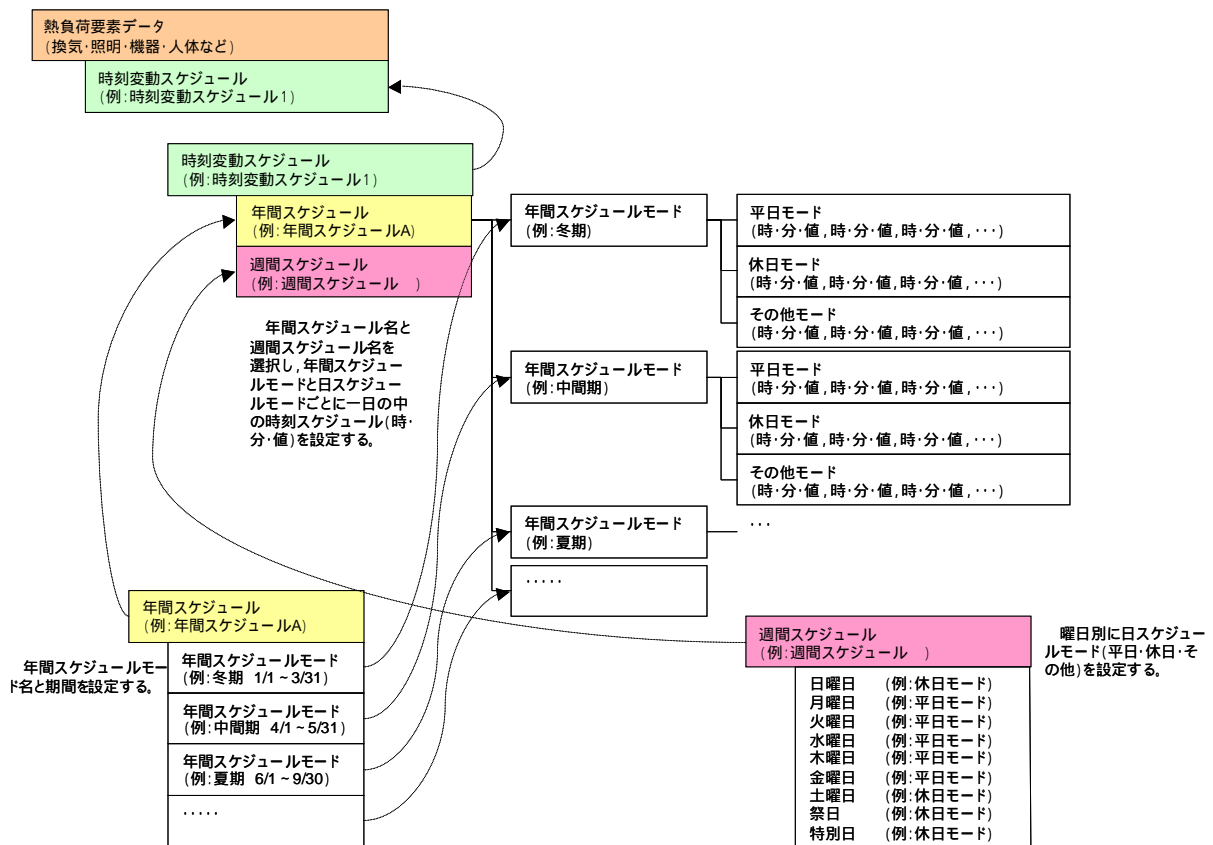 熱負荷要素データ
(換気・照明・機器・人体など)
時刻変動スケジュール
(例:時刻変動スケジュール1)
時刻変動スケジュール
(例:時刻変動スケジュール1)
年間スケジュール
(例:年間スケジュールA)
週間スケジュール
(例:週間スケジュール　)
年間スケジュール名と
週間スケジュール名を
選択し,年間スケジュー
ルモードと日スケジュー
ルモードごとに一日の中
の時刻スケジュール(時・
分・値)を設定する。
年間スケジュールモード
(例:冬期)
平日モード
(時・分・値,時・分・値,時・分・値,・・・)
休日モード
(時・分・値,時・分・値,時・分・値,・・・)
その他モード
(時・分・値,時・分・値,時・分・値,・・・)
年間スケジュールモード
(例:中間期)
平日モード
(時・分・値,時・分・値,時・分・値,・・・)
休日モード
(時・分・値,時・分・値,時・分・値,・・・)
その他モード
(時・分・値,時・分・値,時・分・値,・・・)
年間スケジュールモード
(例:夏期)
・・・
・・・・・
年間スケジュール
(例:年間スケジュールA)
年間スケジュールモー
ド名と期間を設定する。
年間スケジュールモード
(例:冬期 1/1～3/31)
年間スケジュールモード
(例:中間期 4/1～5/31)
年間スケジュールモード
(例:夏期 6/1～9/30)
・・・・・
週間スケジュール
(例:週間スケジュール　)
曜日別に日スケジュー
ルモード(平日・休日・そ
の他)を設定する。
日曜日 (例:休日モード)
月曜日 (例:平日モード)
火曜日 (例:平日モード)
水曜日 (例:平日モード)
木曜日 (例:平日モード)
金曜日 (例:平日モード)
土曜日 (例:休日モード)
祭日 (例:休日モード)
特別日 (例:休日モード)